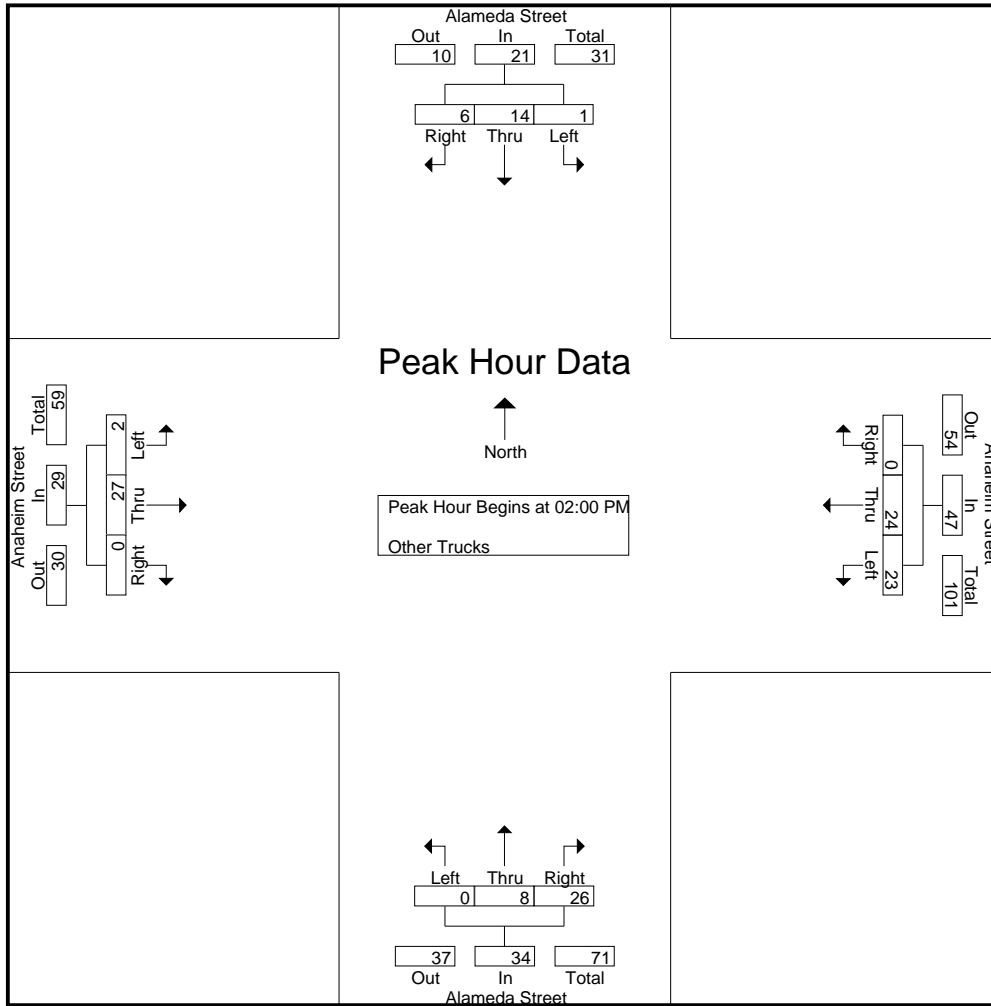 Alameda Street
Out In Total
10 21 31
6 14 1
Right Thru Left
Peak Hour Data
North
Peak Hour Begins at 02:00 PM
Other Trucks
Anaheim Street
Total In Out
59 29 30
2 27 0
Left Thru Right
Anaheim Street
Out In Total
54 47 101
0 24 23
Right Thru Left
Left Thru Right
0 8 26
37 34 71
Out In Total
Alameda Street